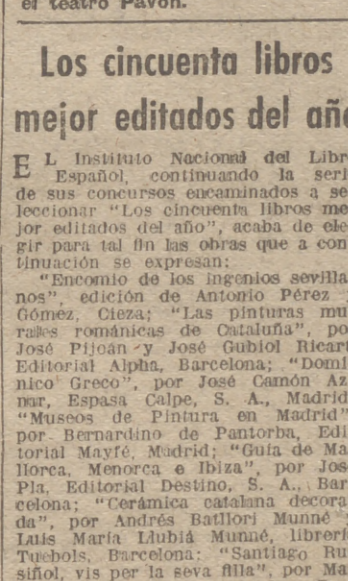 el teatro Pavón.
Los cincuenta libros
mejor editados del añ
E L Instituto Nacional del Libr
Español, continuando la seri
de sus concursos encaminados a se
leccionar "Los cincuenta libros me
jor editados del año", acaba de ele
gir para tal fin las obras que a con
tinuación se expresan:
"Encomio de los ingenios sevilla
nos", edición de Antonio Pérez
Gómez, Cieza; "Las pinturas mu
rales románicas de Cataluña", po
José Pijoán y José Gubiol Ricart
Editorial Alpha, Barcelona; "Domi
nico Greco", por José Camón Az
nar, Espasa Calpe, S. A., Madrid
"Museos de Pintura en Madrid"
por Bernardino de Pantorba, Edi
torial Mayfé, Madrid; "Guía de Ma
llorca, Menorca e Ibiza", por Jos
Pla, Editorial Destino, S. A., Bar
celona; "Cerámica catalana decora
da", por Andrés Batllori Munné
Luis María Llubiá Munné, librerí
Tuebols, Barcelona; "Santiago Ru
siñol, vis per la seva filla", por Ma